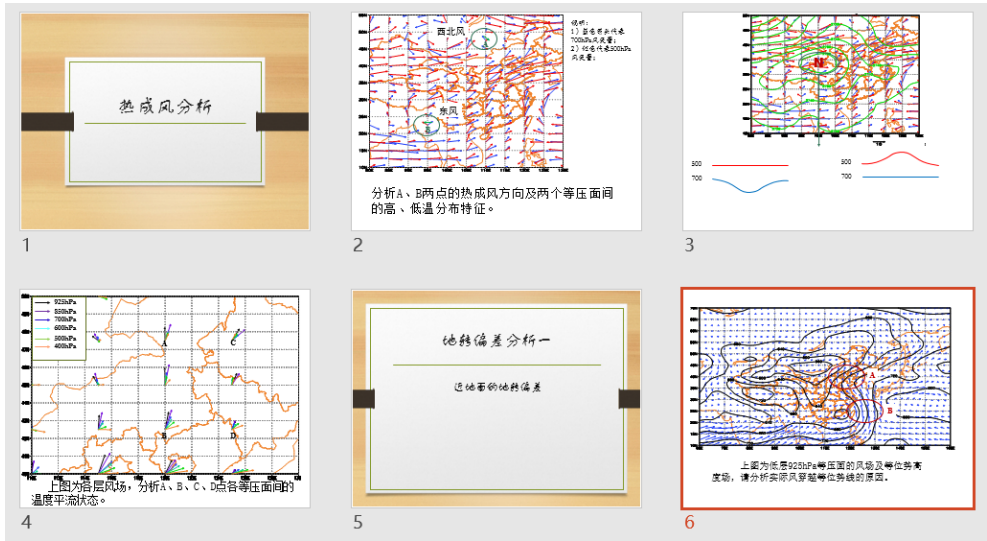 热成风分析
1
西北风
东风
说明:
1）蓝色箭头代表
700hPa风矢量;
2）红色代表500hPa
风矢量;
分析A、B两点的热成风方向及两个等压面间
的高、低温分布特征。
2
N
500
700
500
700
3
925hPa
850hPa
700hPa
600hPa
500hPa
400hPa
A
C
B
D
上图为各层风场，分析A、B、C、D点各等压面间的
温度平流状态。
4
地转偏差分析一
近地面的地转偏差
5
A
B
上图为低层925hPa等压面的风场及等位势高
度场，请分析实际风穿越等位势线的原因。
6